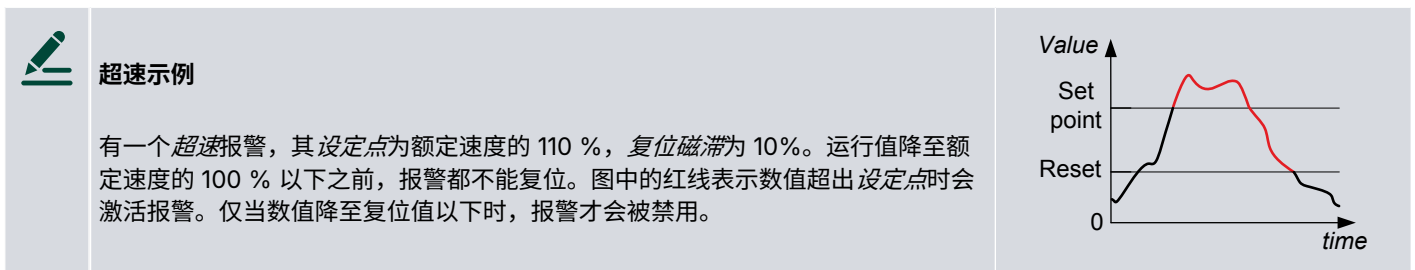 超速示例
有一个超速报警，其设定点为额定速度的 110 %，复位磁滞为 10%。运行值降至额
定速度的 100 % 以下之前，报警都不能复位。图中的红线表示数值超出设定点时会
激活报警。仅当数值降至复位值以下时，报警才会被禁用。
Value
Set
point
Reset
0
time